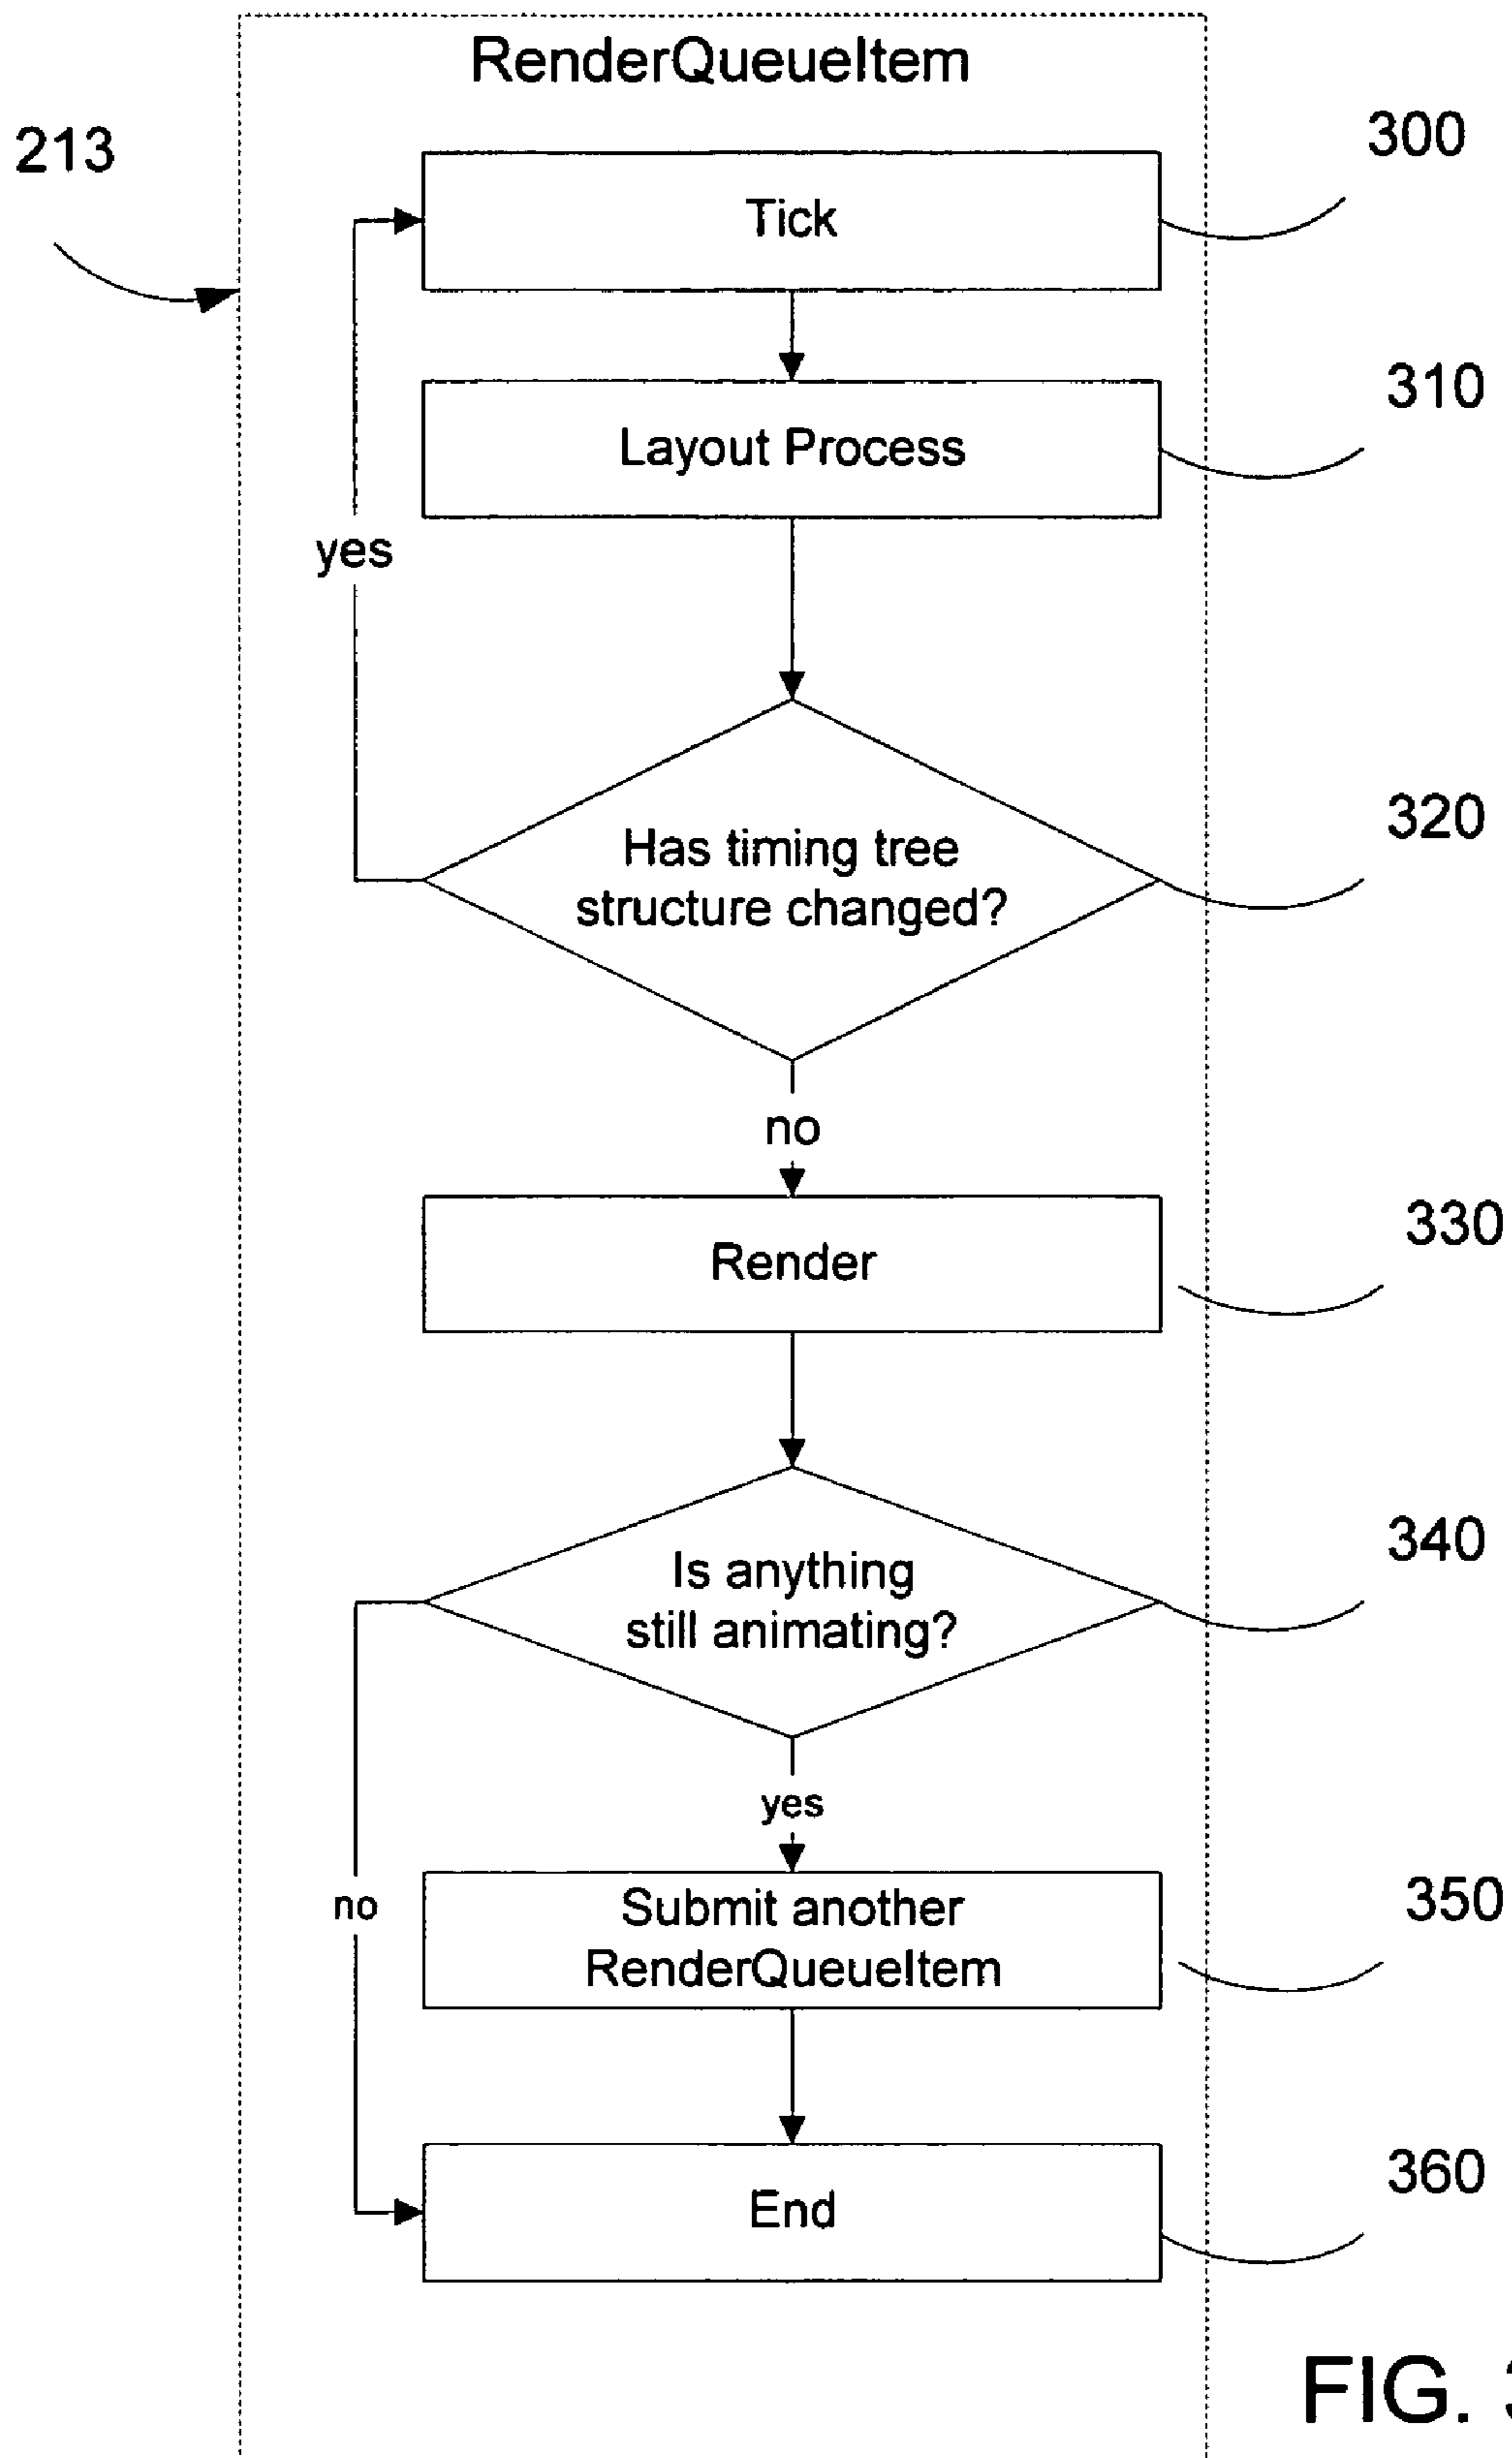 RenderQueueItem
213
300
Tick
310
Layout Process
yes
320
Has timing tree
structure changed?
no
330
Render
340
Is anything
still animating?
yes
no
350
Submit another
RenderQueueItem
360
End
FIG. 3